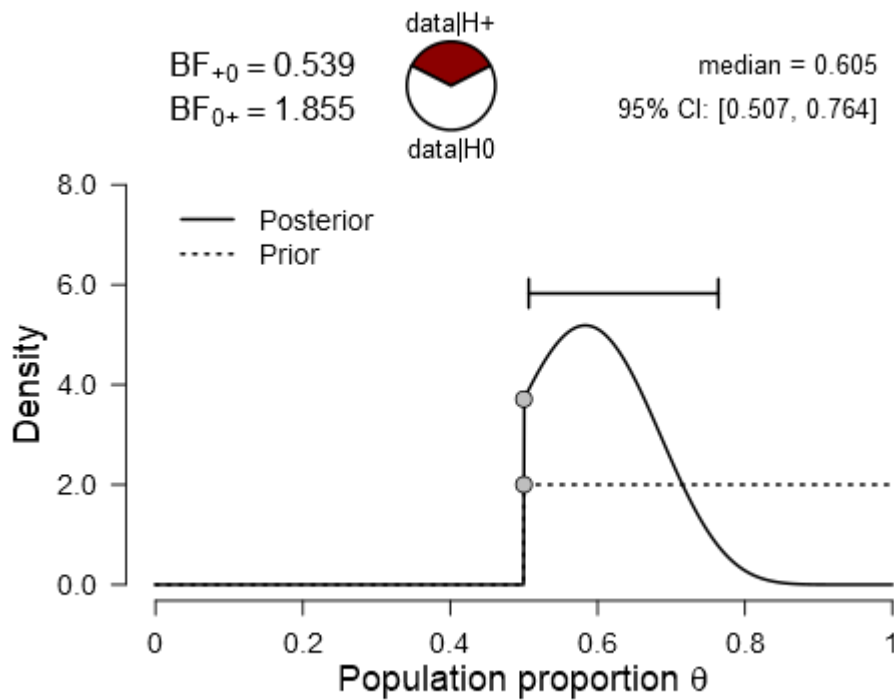 data|H+
BF+0 = 0.539
BF0+ = 1.855
data|H0
median = 0.605
95% CI: [0.507, 0.764]
8.0
6.0
4.0
2.0
0.0
Density
Posterior
Prior
0
0.2
0.4
0.6
0.8
1
Population proportion θ